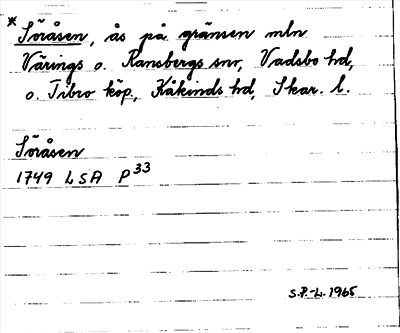 * Söråsen, ås på gränsen mln
Värings o. Ransbergs snr, Vadsbo hd,
o. Tibro köp, Kåkinds hd, Skar. l.
Söråsen
1749 LSA P 33
S.P.-L. 1965